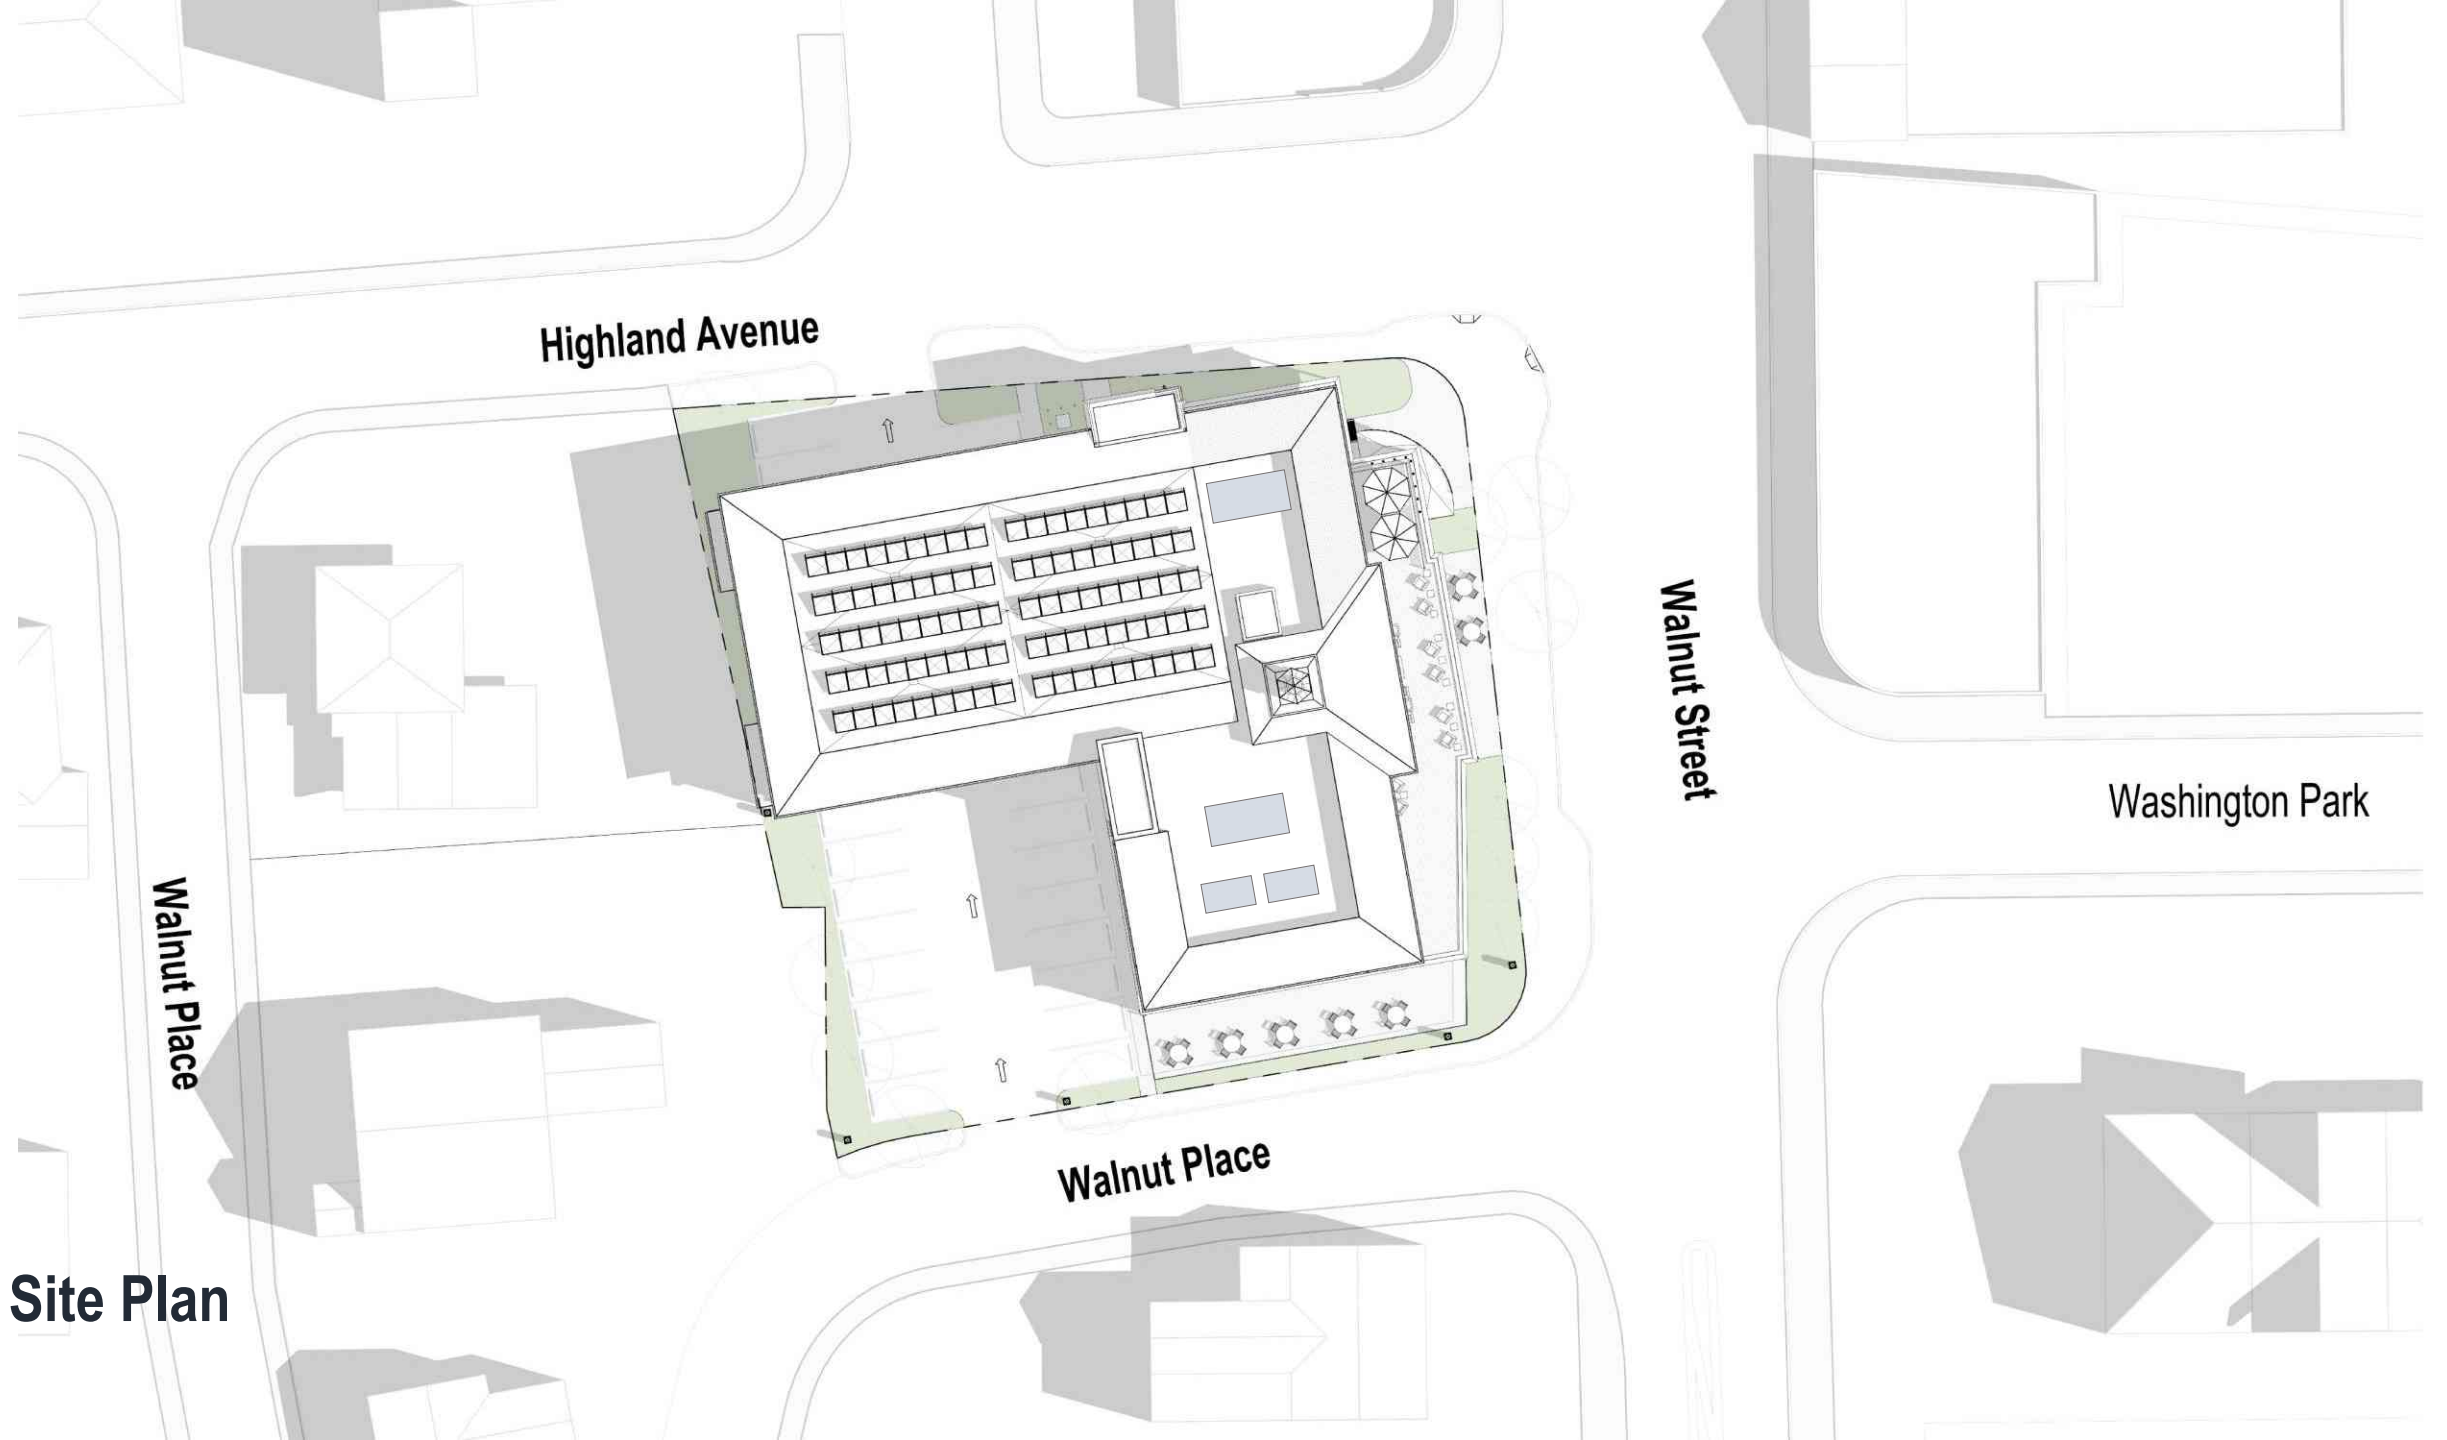 Highland Avenue
Walnut Street
Washington Park
Walnut Place
Walnut Place
Site Plan